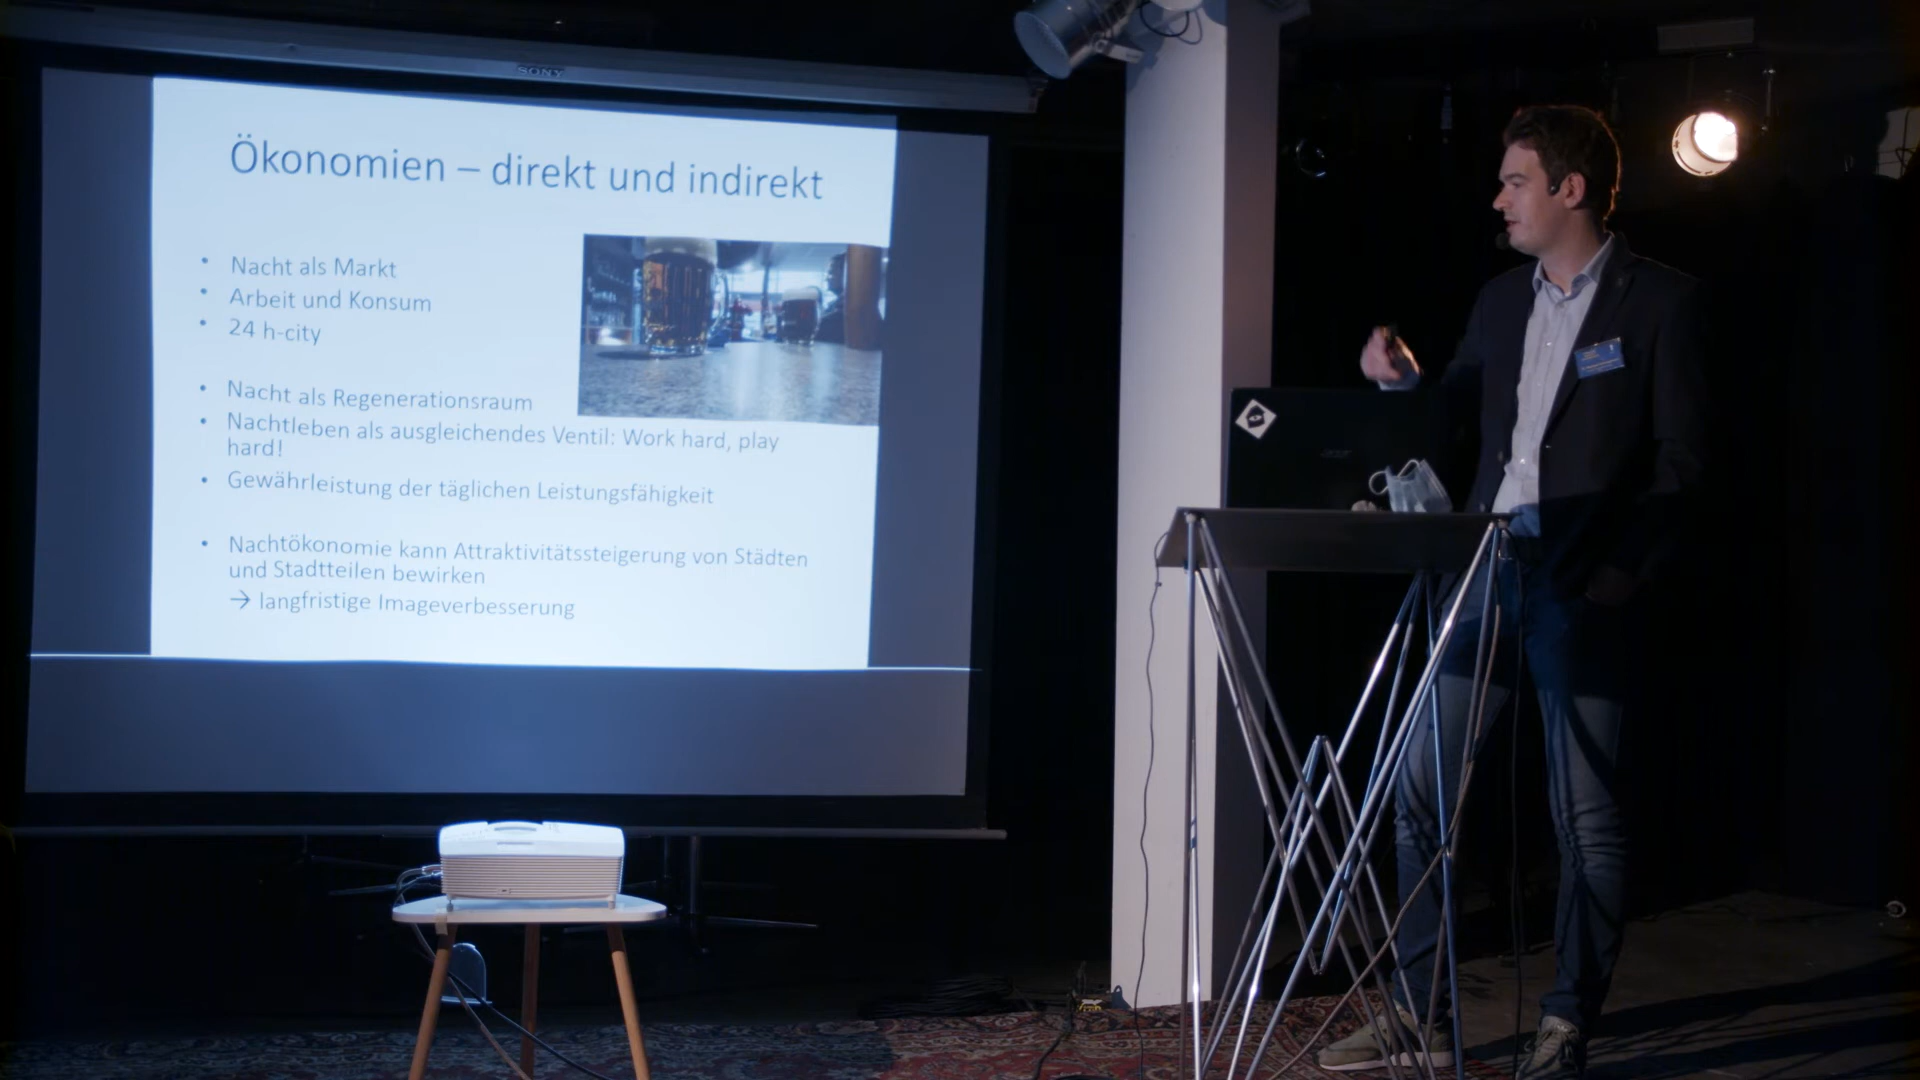 SONY
Ökonomien – direkt und indirekt
• Nacht als Markt
• Arbeit und Konsum
• 24 h-city
• Nacht als Regenerationsraum
• Nachtleben als ausgleichendes Ventil: Work hard, play
hard!
• Gewährleistung der täglichen Leistungsfähigkeit
• Nachtökonomie kann Attraktivitätssteigerung von Städten
und Stadtteilen bewirken
→ langfristige Imageverbesserung
acer